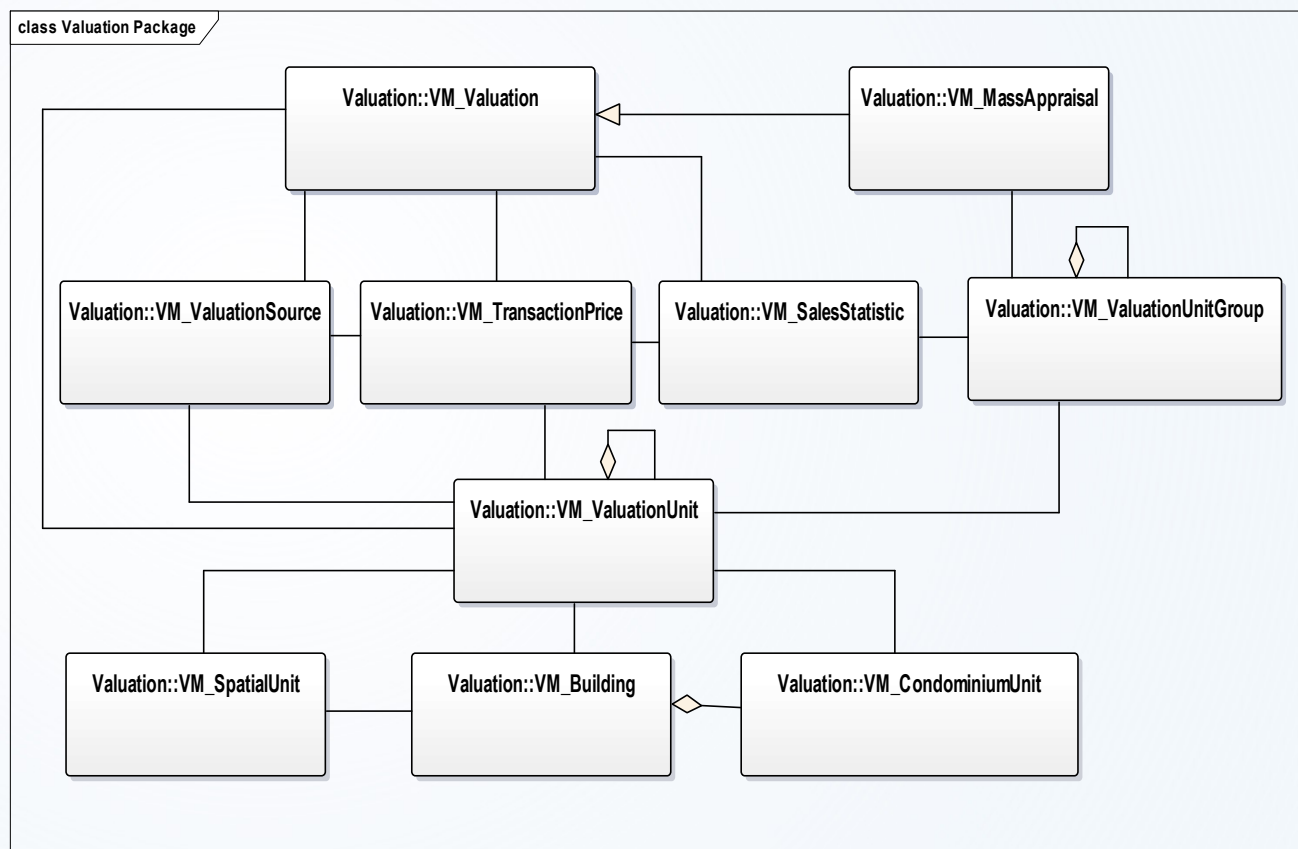 class Valuation Package
Valuation::VM_Valuation
Valuation::VM_MassAppraisal
Valuation::VM_ValuationSource
Valuation::VM_TransactionPrice
Valuation::VM_SalesStatistic
Valuation::VM_ValuationUnitGroup
Valuation::VM_ValuationUnit
Valuation::VM_SpatialUnit
Valuation::VM_Building
Valuation::VM_CondominiumUnit